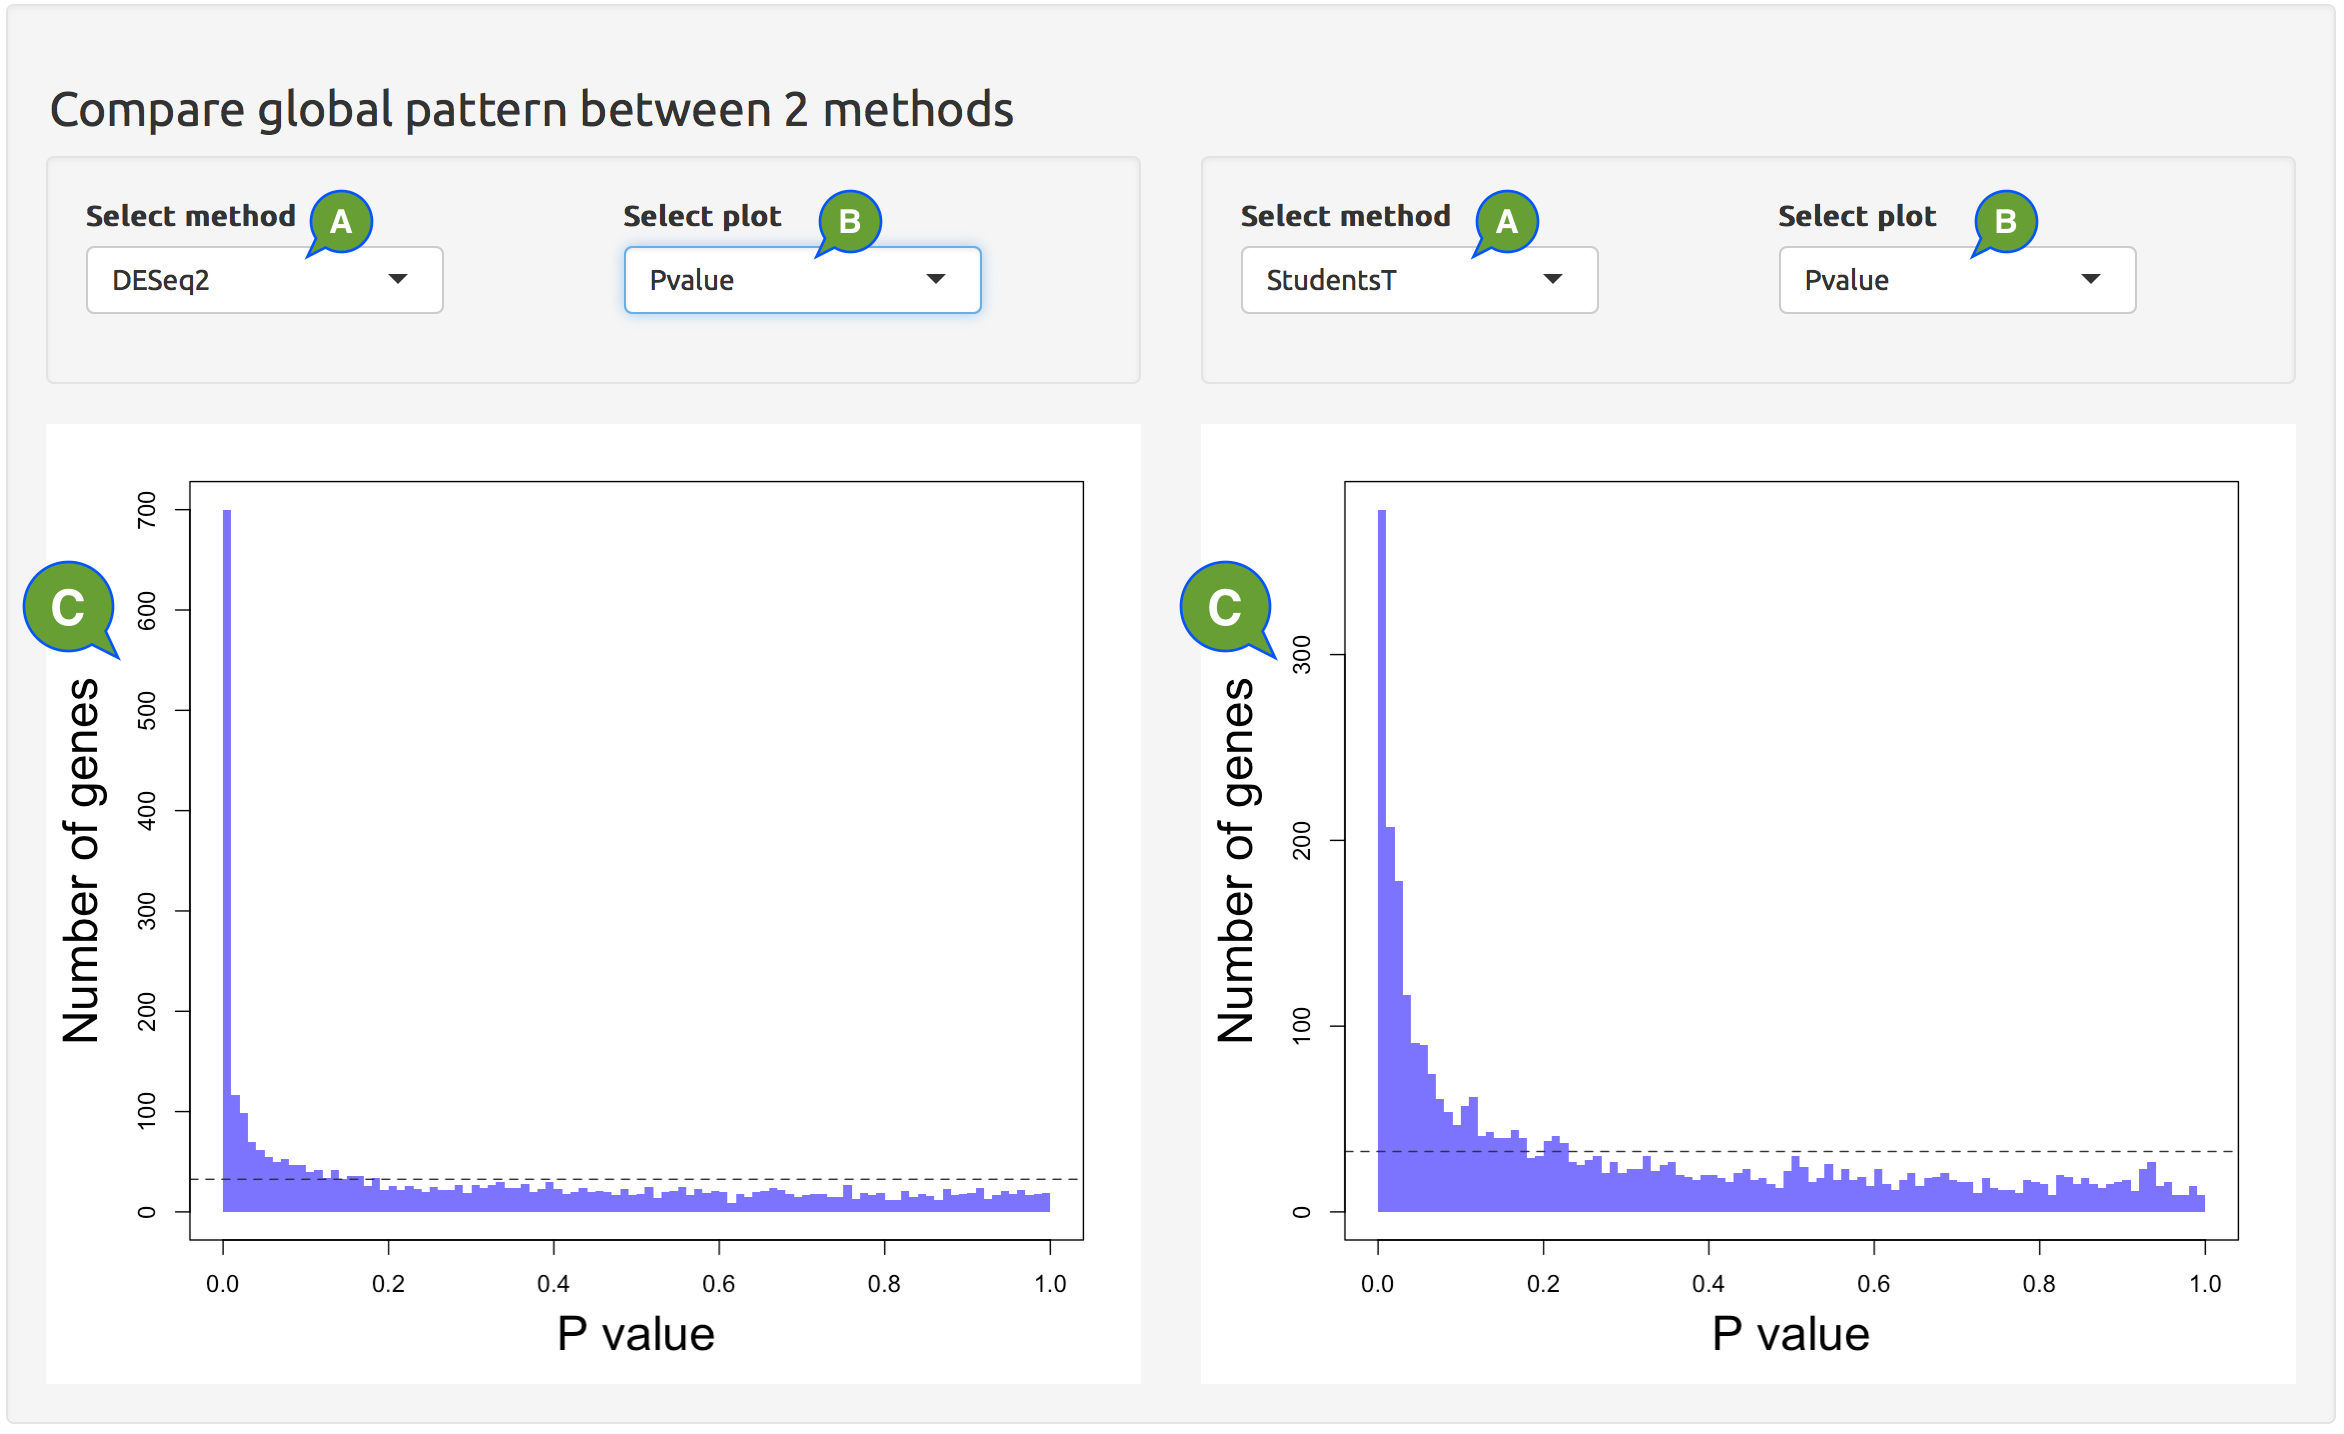 Compare global pattern between 2 methods
Select method A Select plot B
DESeq2 Pvalue
Select method A Select plot B
StudentsT Pvalue
C
Number of genes
700
600
500
400
300
200
100
0
0.0 0.2 0.4 0.6 0.8 1.0
P value
C
Number of genes
300
200
100
0
0.0 0.2 0.4 0.6 0.8 1.0
P value